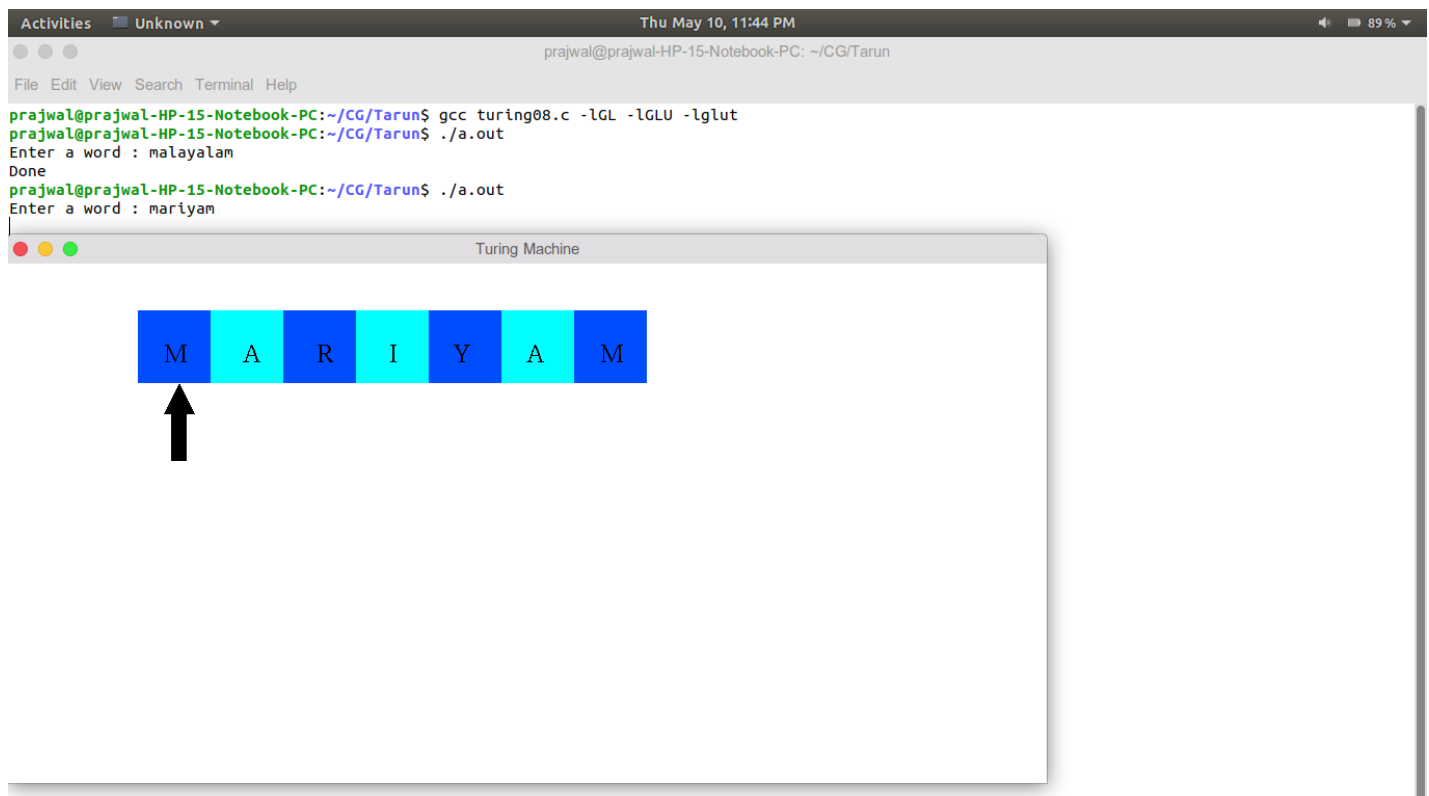 Activities Unknown Thu May 10, 11:44 PM 89 %
prajwal@prajwal-HP-15-Notebook-PC: ~/CG/Tarun
File Edit View Search Terminal Help
prajwal@prajwal-HP-15-Notebook-PC:~/CG/Tarun$ gcc turing08.c -lGL -lGLU -lglut
prajwal@prajwal-HP-15-Notebook-PC:~/CG/Tarun$ ./a.out
Enter a word : malayalam
Done
prajwal@prajwal-HP-15-Notebook-PC:~/CG/Tarun$ ./a.out
Enter a word : mariyam
Turing Machine
M A R I Y A M